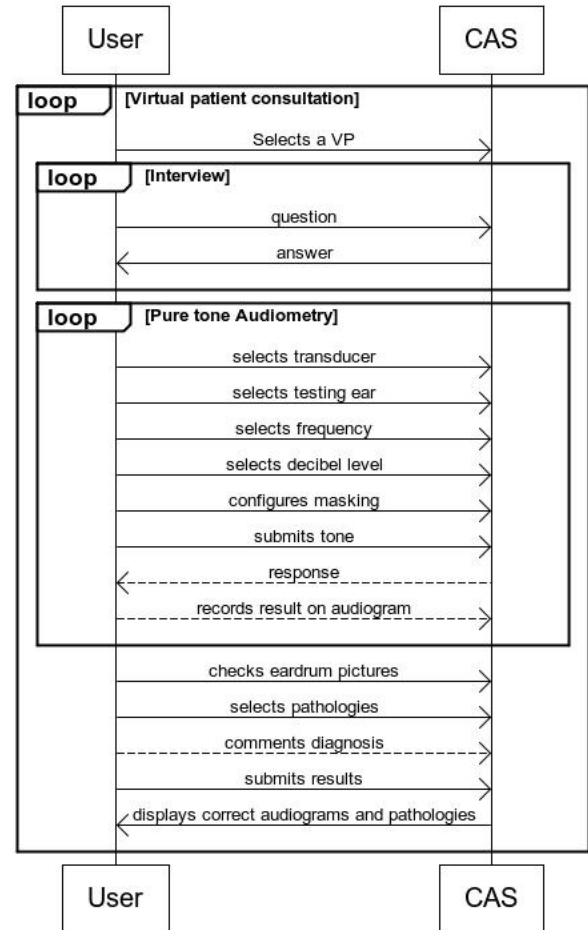 User CAS
loop [Virtual patient consultation]
Selects a VP
loop [Interview]
question
answer
loop [Pure tone Audiometry]
selects transducer
selects testing ear
selects frequency
selects decibel level
configures masking
submits tone
response
records result on audiogram
checks eardrum pictures
selects pathologies
comments diagnosis
submits results
displays correct audiograms and pathologies
User CAS